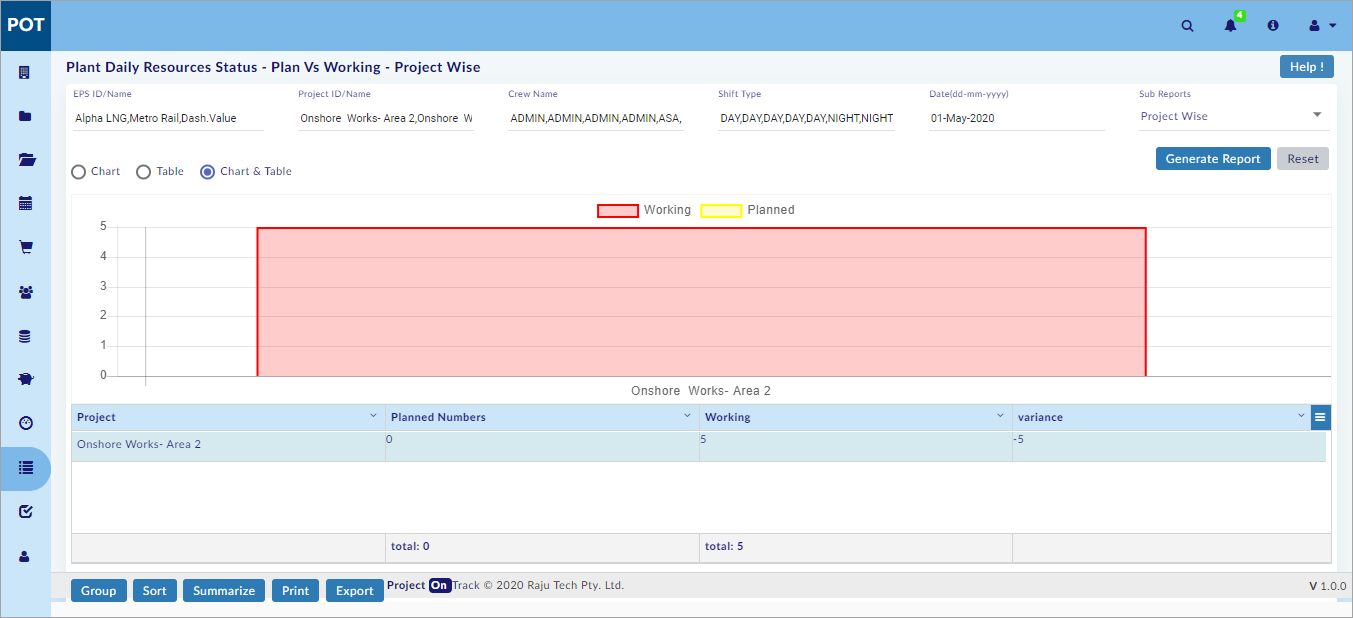 POT
4
Plant Daily Resources Status - Plan Vs Working - Project Wise
Help !
EPS ID/Name Project ID/Name Crew Name Shift Type Date(dd-mm-yyyy) Sub Reports
Alpha LNG,Metro Rail,Dash.Value Onshore Works- Area 2,Onshore W ADMIN,ADMIN,ADMIN,ADMIN,ASA, DAY,DAY,DAY,DAY,DAY,NIGHT,NIGHT 01-May-2020 Project Wise
Generate Report Reset
Chart Table Chart & Table
Working Planned
5
4
3
2
1
0
Onshore Works- Area 2
Project Planned Numbers Working variance
Onshore Works- Area 2 0 5 -5
total: 0 total: 5
Group Sort Summarize Print Export Project On Track © 2020 Raju Tech Pty. Ltd. V 1.0.0